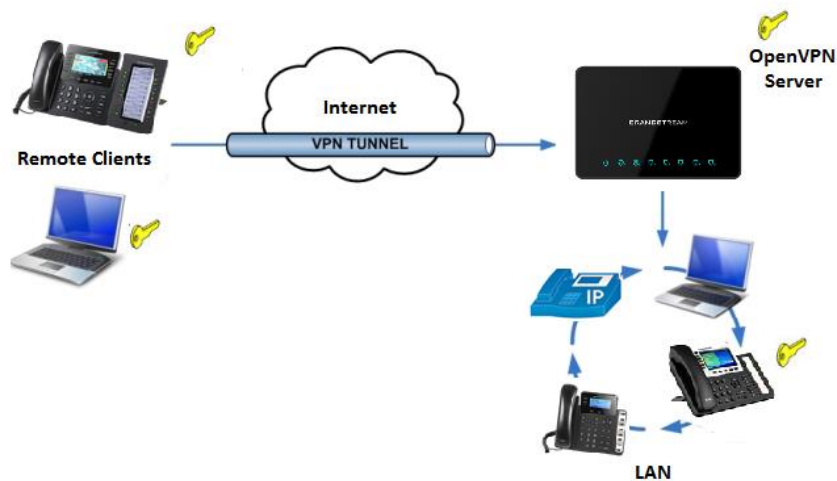 OpenVPN
Server
Internet
GRANDSTREAM
VPN TUNNEL
Remote Clients
IP
LAN